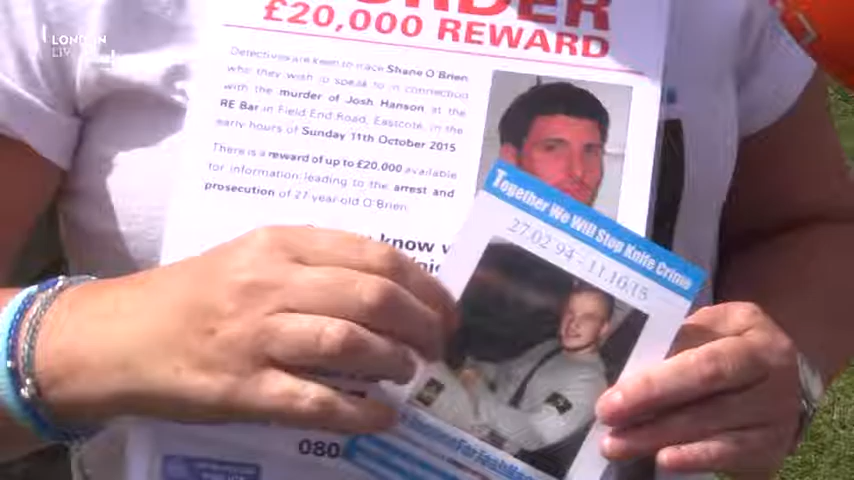 LONDON
LIVE
£20,000 REWARD
Detectives are keen to trace Shane O'Brien
who they wish to speak to in connection
with the murder of Josh Hanson at the
RE Bar in Field End Road, Eastcote, in the
early hours of Sunday 11th October 2015
There is a reward of up to £20,000 available
for information leading to the arrest and
prosecution of 27 year old O'Brien.
know
Together We Will Stop Knife Crime
27.02.94 - 11.10.15
080